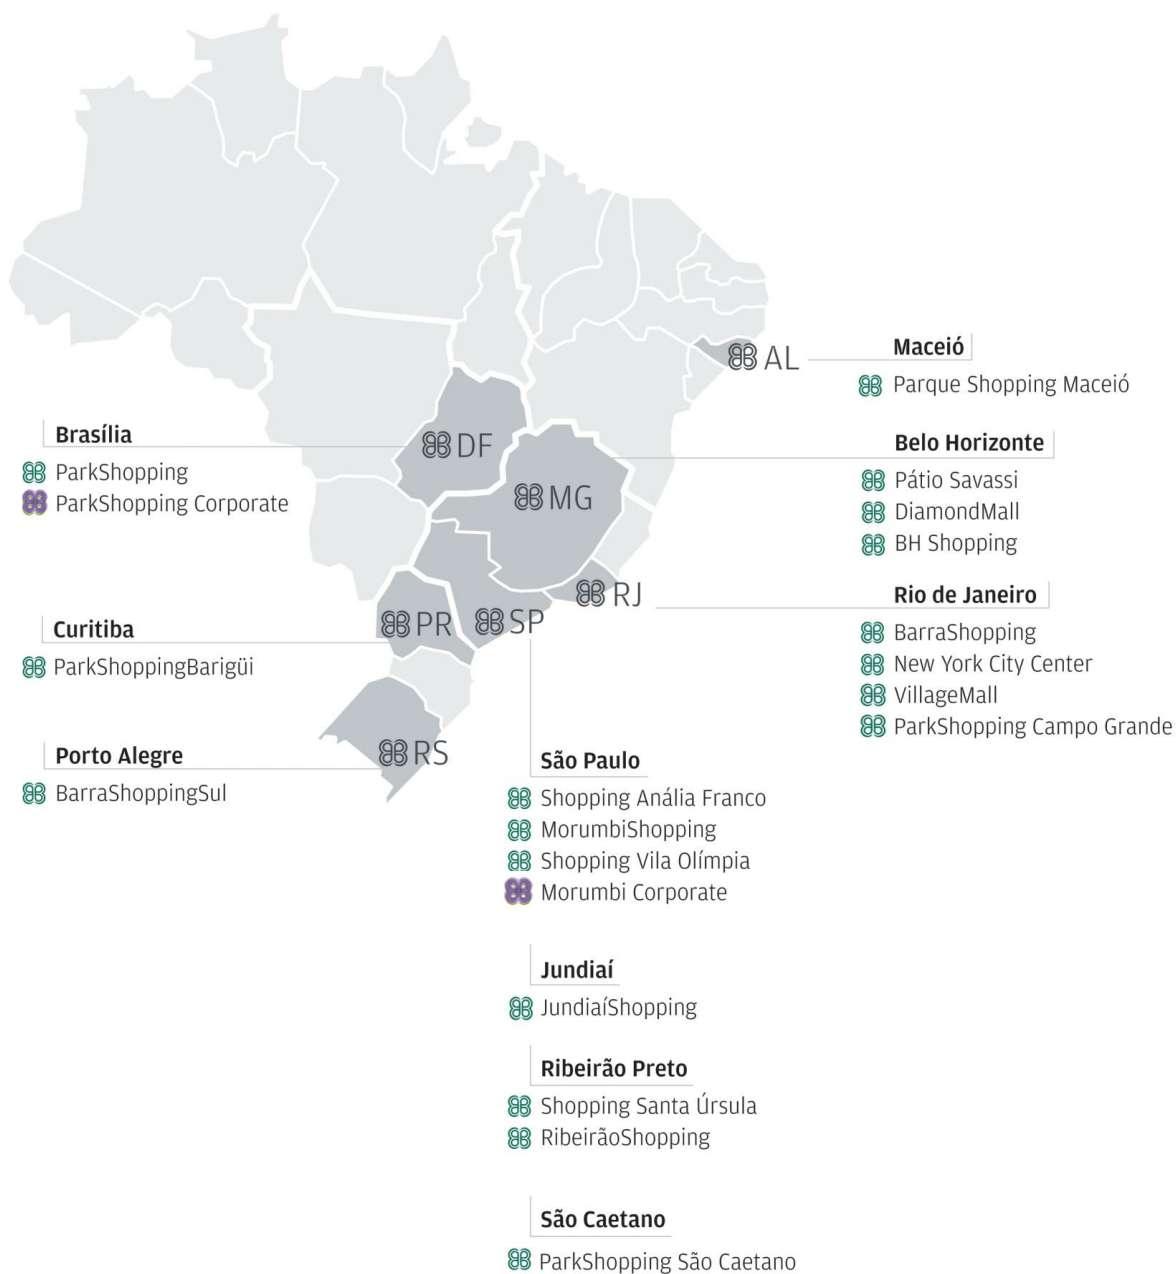 AL
Maceió
Parque Shopping Maceió
Brasília
ParkShopping
ParkShopping Corporate
DF
Belo Horizonte
Pátio Savassi
DiamondMall
BH Shopping
MG
Rio de Janeiro
BarraShopping
New York City Center
VillageMall
ParkShopping Campo Grande
RJ
Curitiba
ParkShoppingBarigüi
PR
SP
Porto Alegre
BarraShoppingSul
RS
São Paulo
Shopping Anália Franco
MorumbiShopping
Shopping Vila Olímpia
Morumbi Corporate
Jundiaí
JundiaíShopping
Ribeirão Preto
Shopping Santa Úrsula
RibeirãoShopping
São Caetano
ParkShopping São Caetano